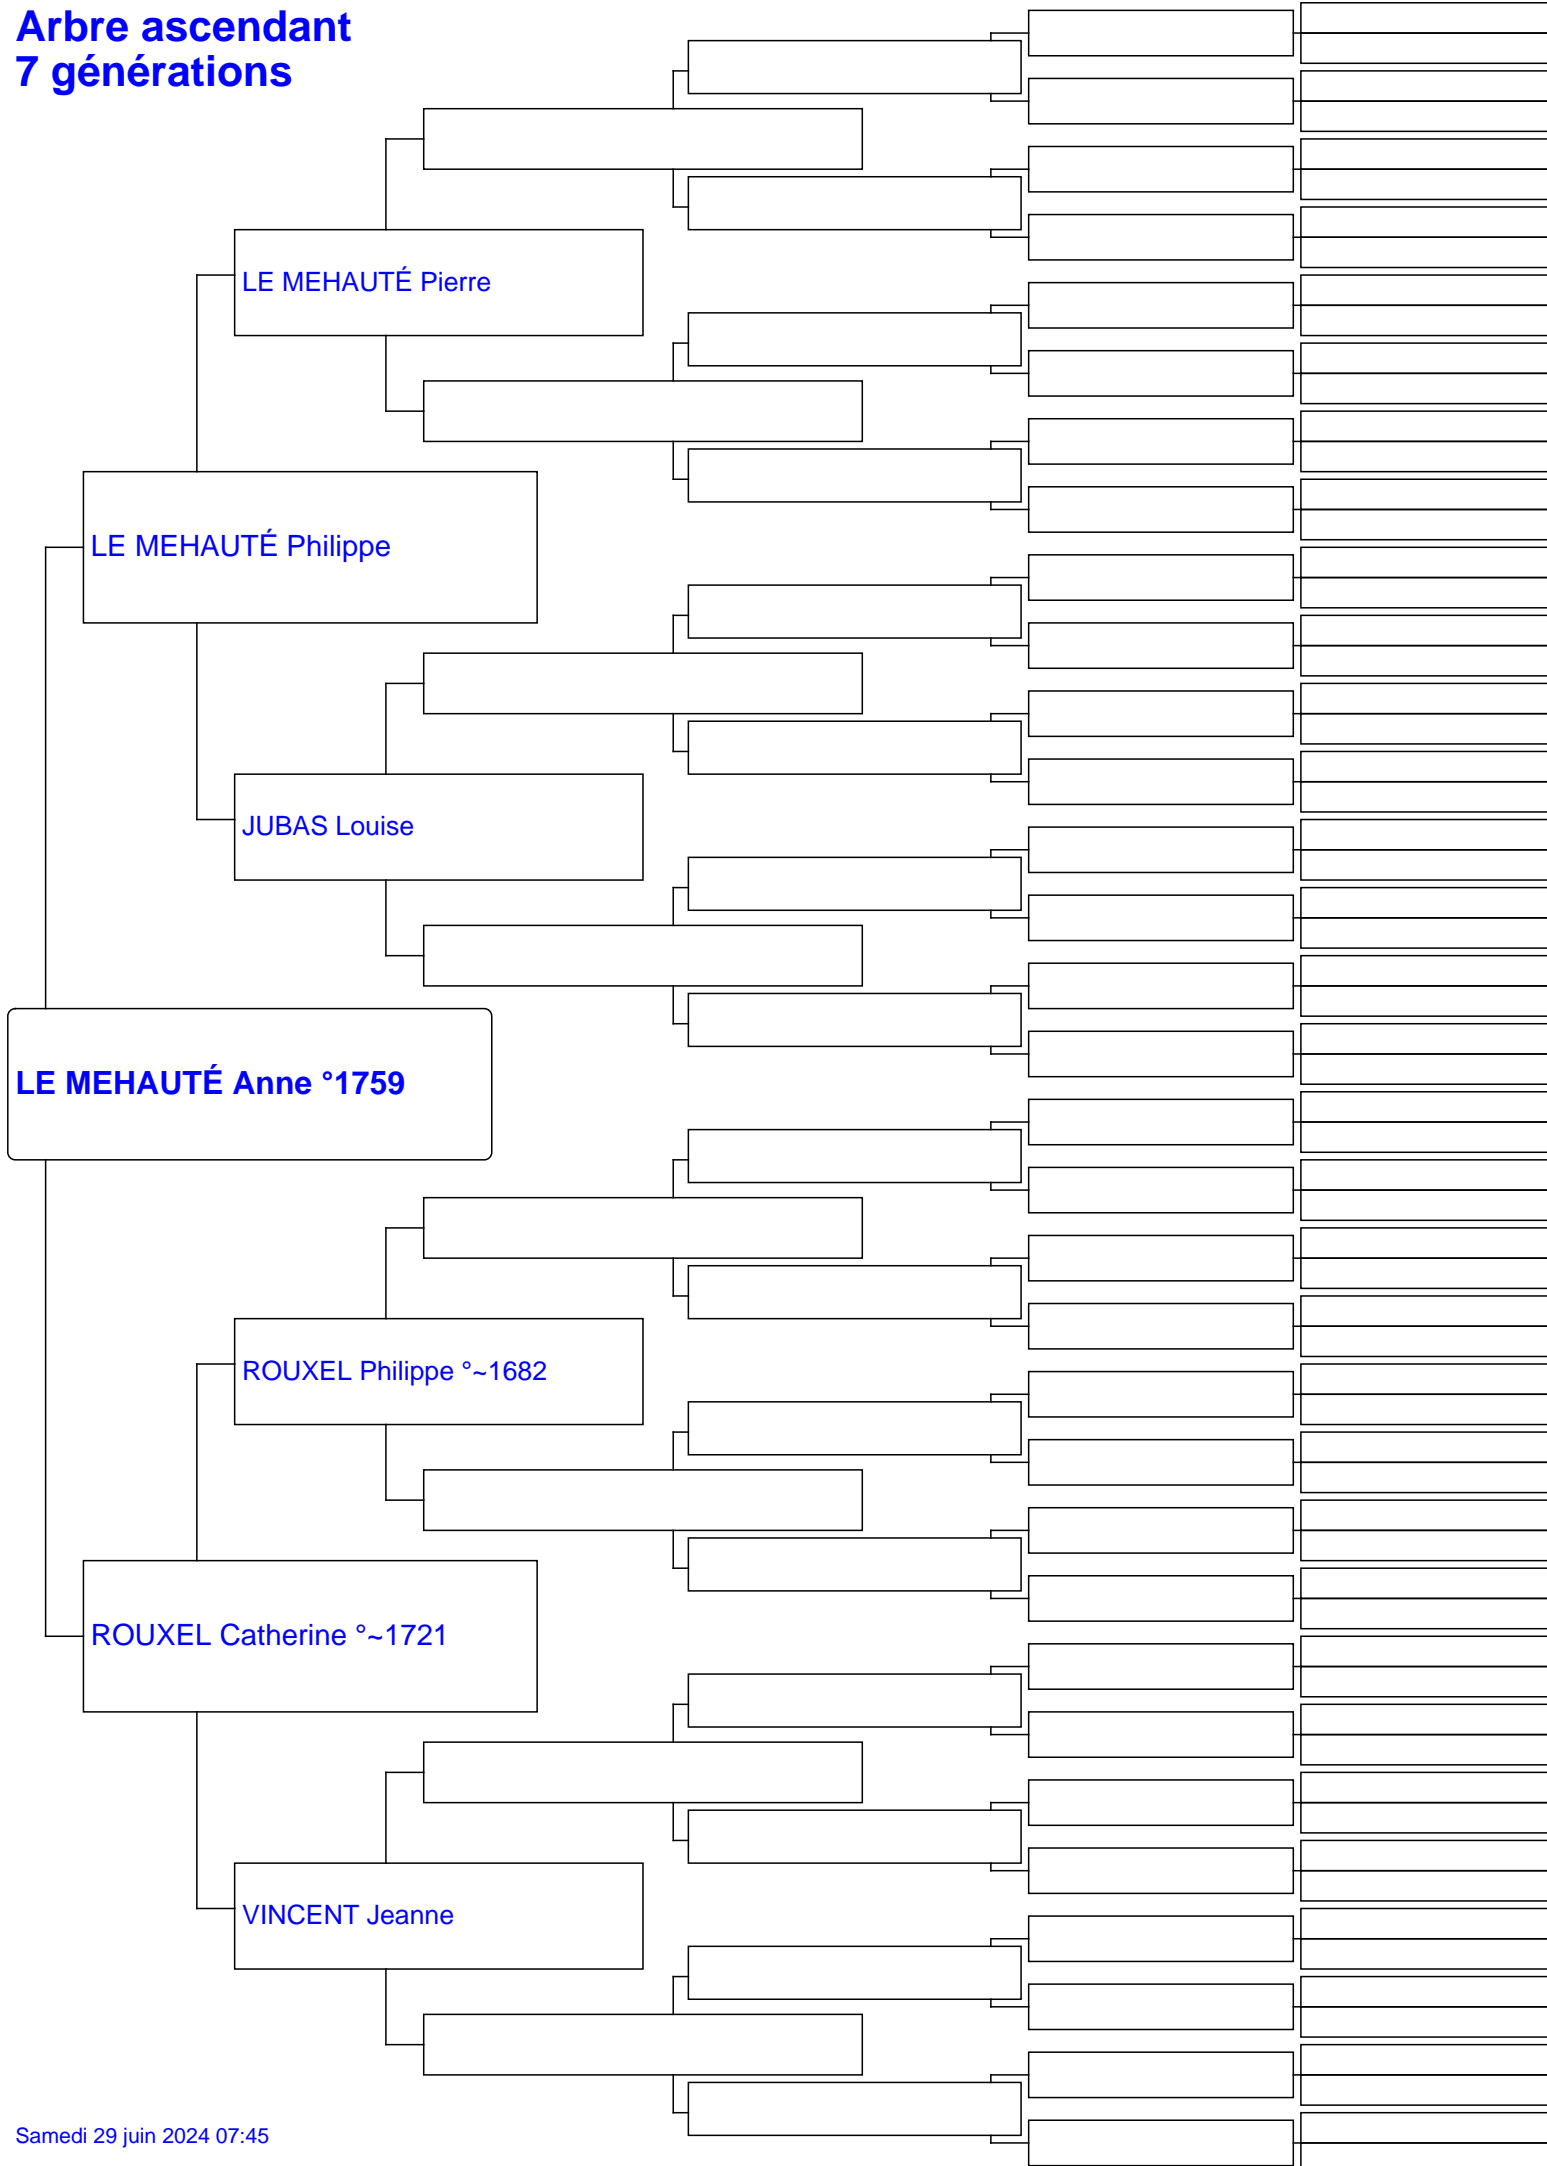 Arbre ascendant
7 générations
LE MEHAUTÉ Pierre
LE MEHAUTÉ Philippe
JUBAS Louise
LE MEHAUTÉ Anne °1759
ROUXEL Philippe °~1682
ROUXEL Catherine °~1721
VINCENT Jeanne
Samedi 29 juin 2024 07:45